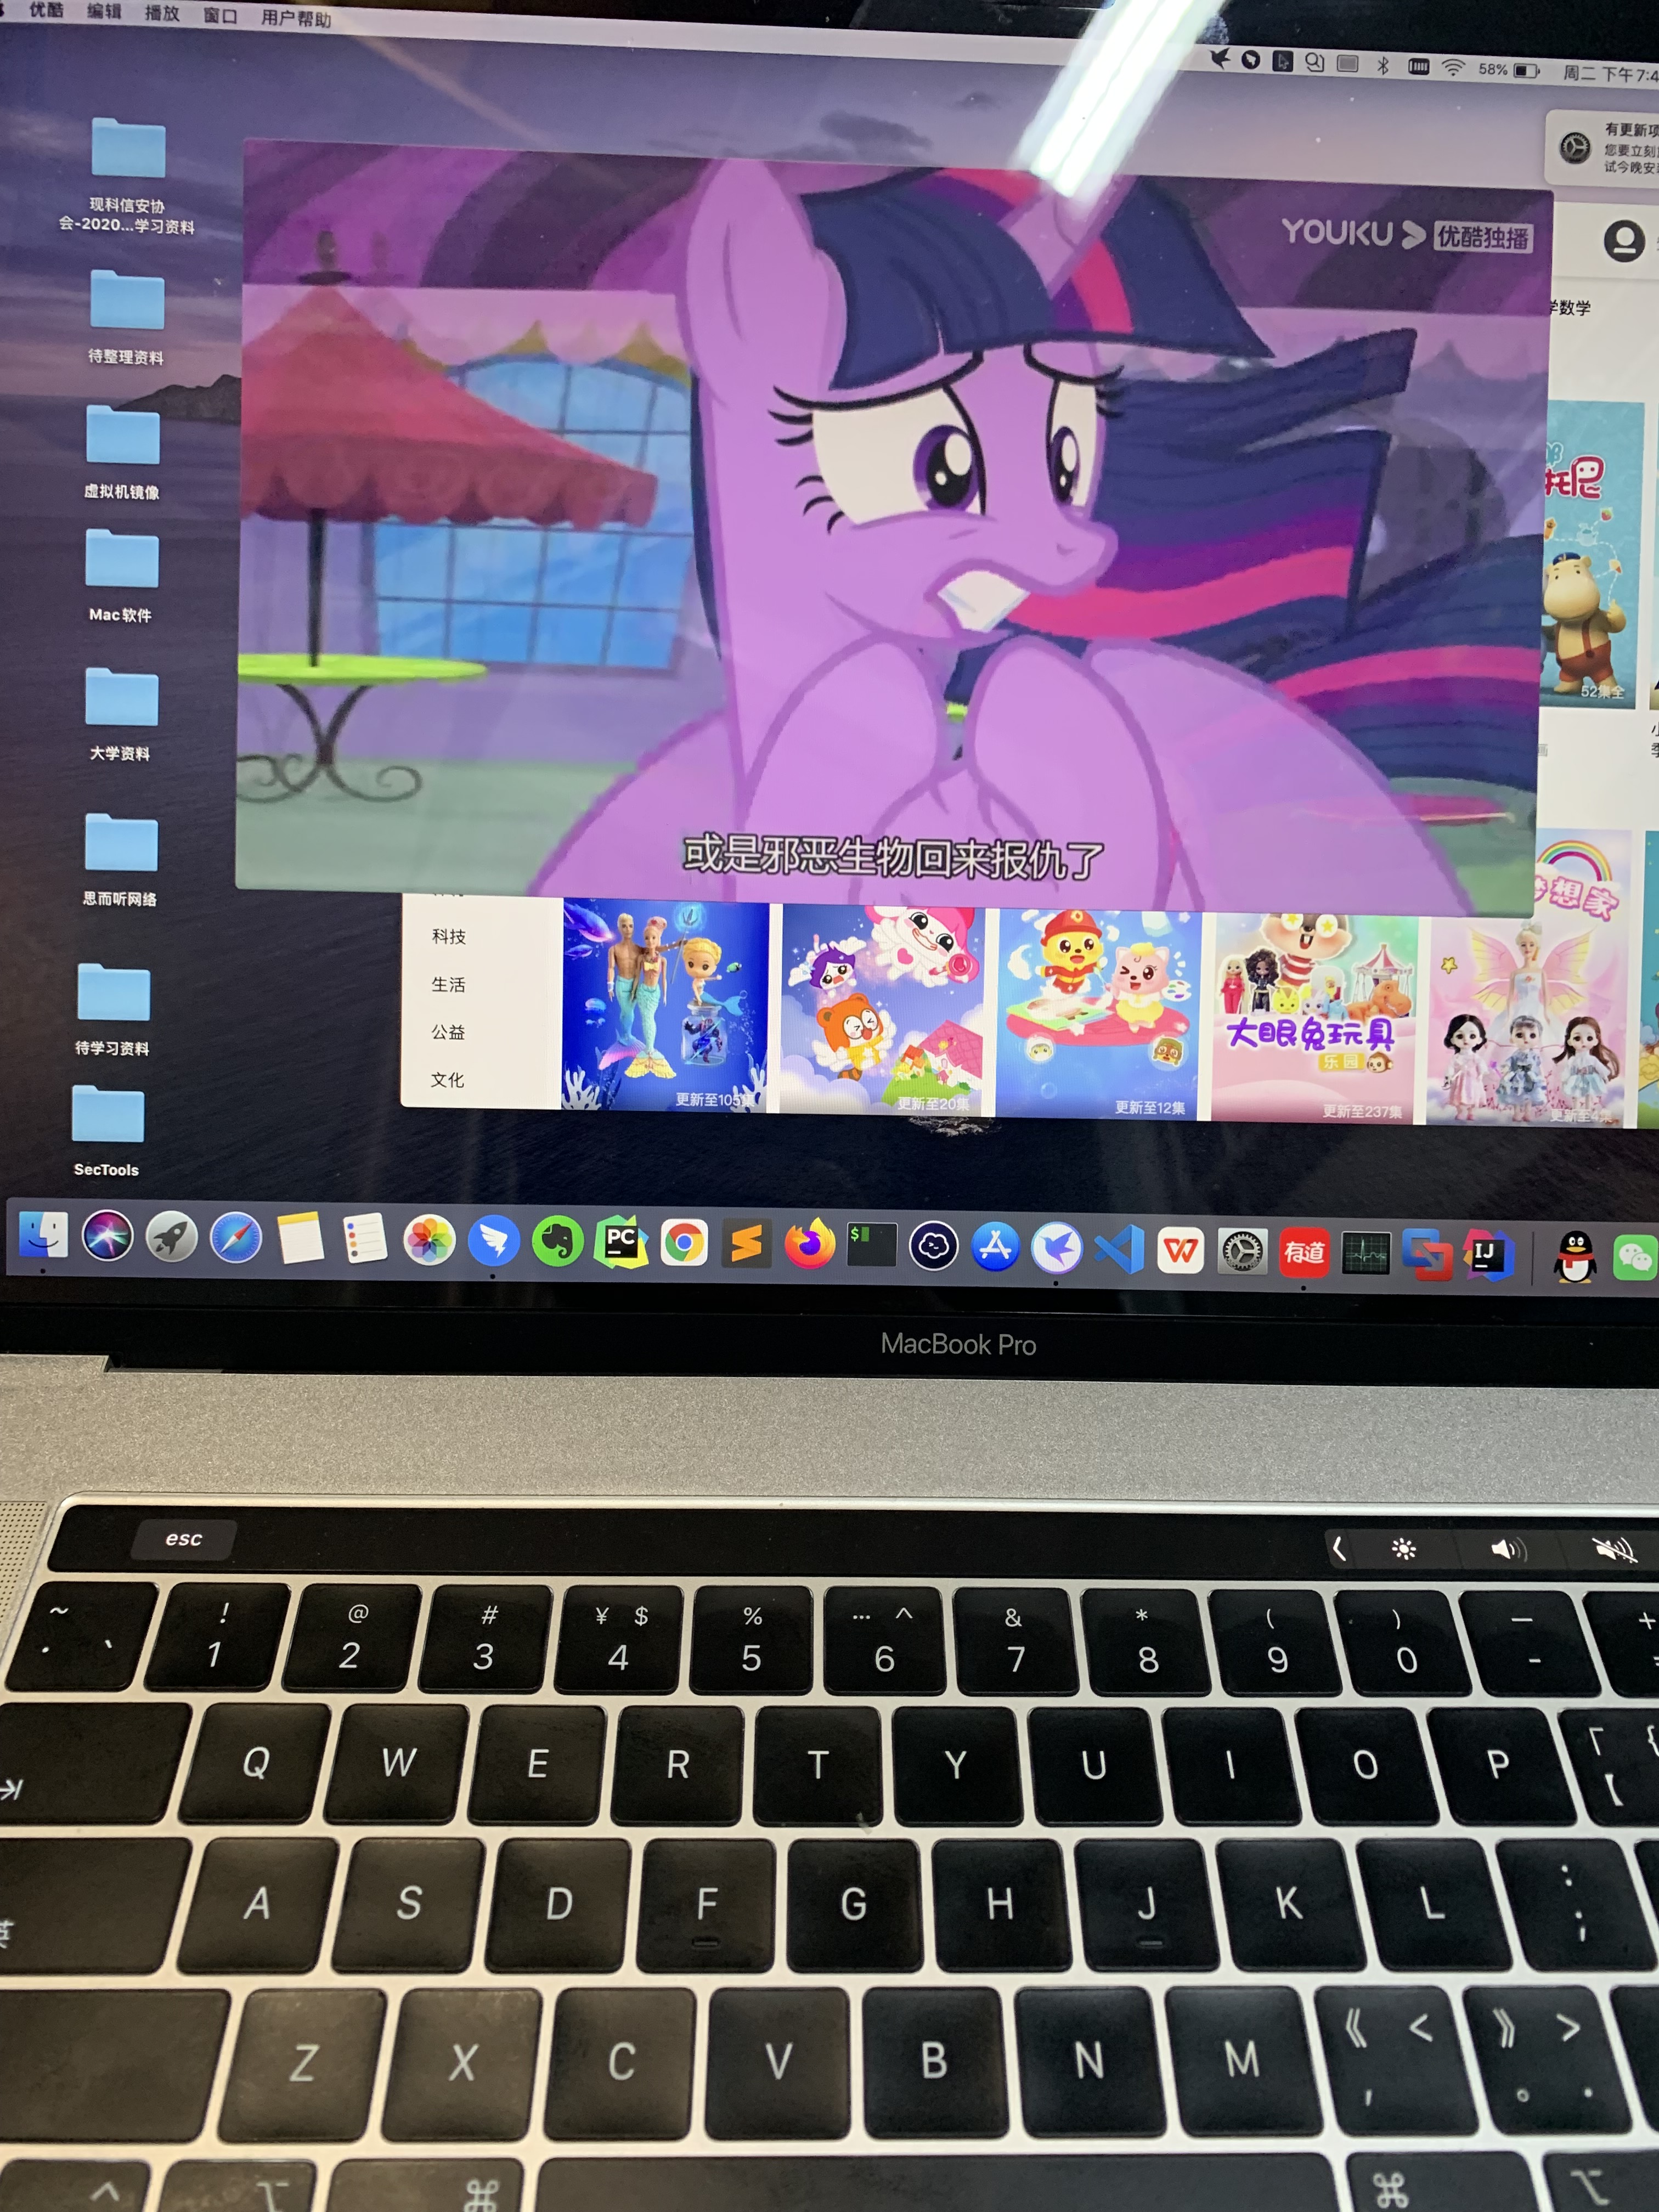 优酷 编辑 播放 窗口 用户帮助
58% 周二 下午7:4
有更新项
您要立刻
试今晚安
现科信安协
会-2020...学习资料
待整理资料
虚拟机镜像
Mac软件
大学资料
思而听网络
待学习资料
SecTools
YOUKU 优酷独播
学数学
托
52集全
或是邪恶生物回来报仇了
科技
生活
公益
文化
更新至105集
更新至20集
更新至12集
大眼兔玩具
乐园
更新至237集
梦想家
PC
$
有道
IJ
MacBook Pro
esc
~ · `
! 1
@ 2
# 3
¥ $ 4
% 5
… ^ 6
& 7
* 8
( 9
) 0
— -
+
Q W E R T Y U I O P 「 { 【
英 A S D F G H J K L : ;
Z X C V B N M 《 < , 》 > 。 .
^ ⌥ ⌘ ⌘ ⌥